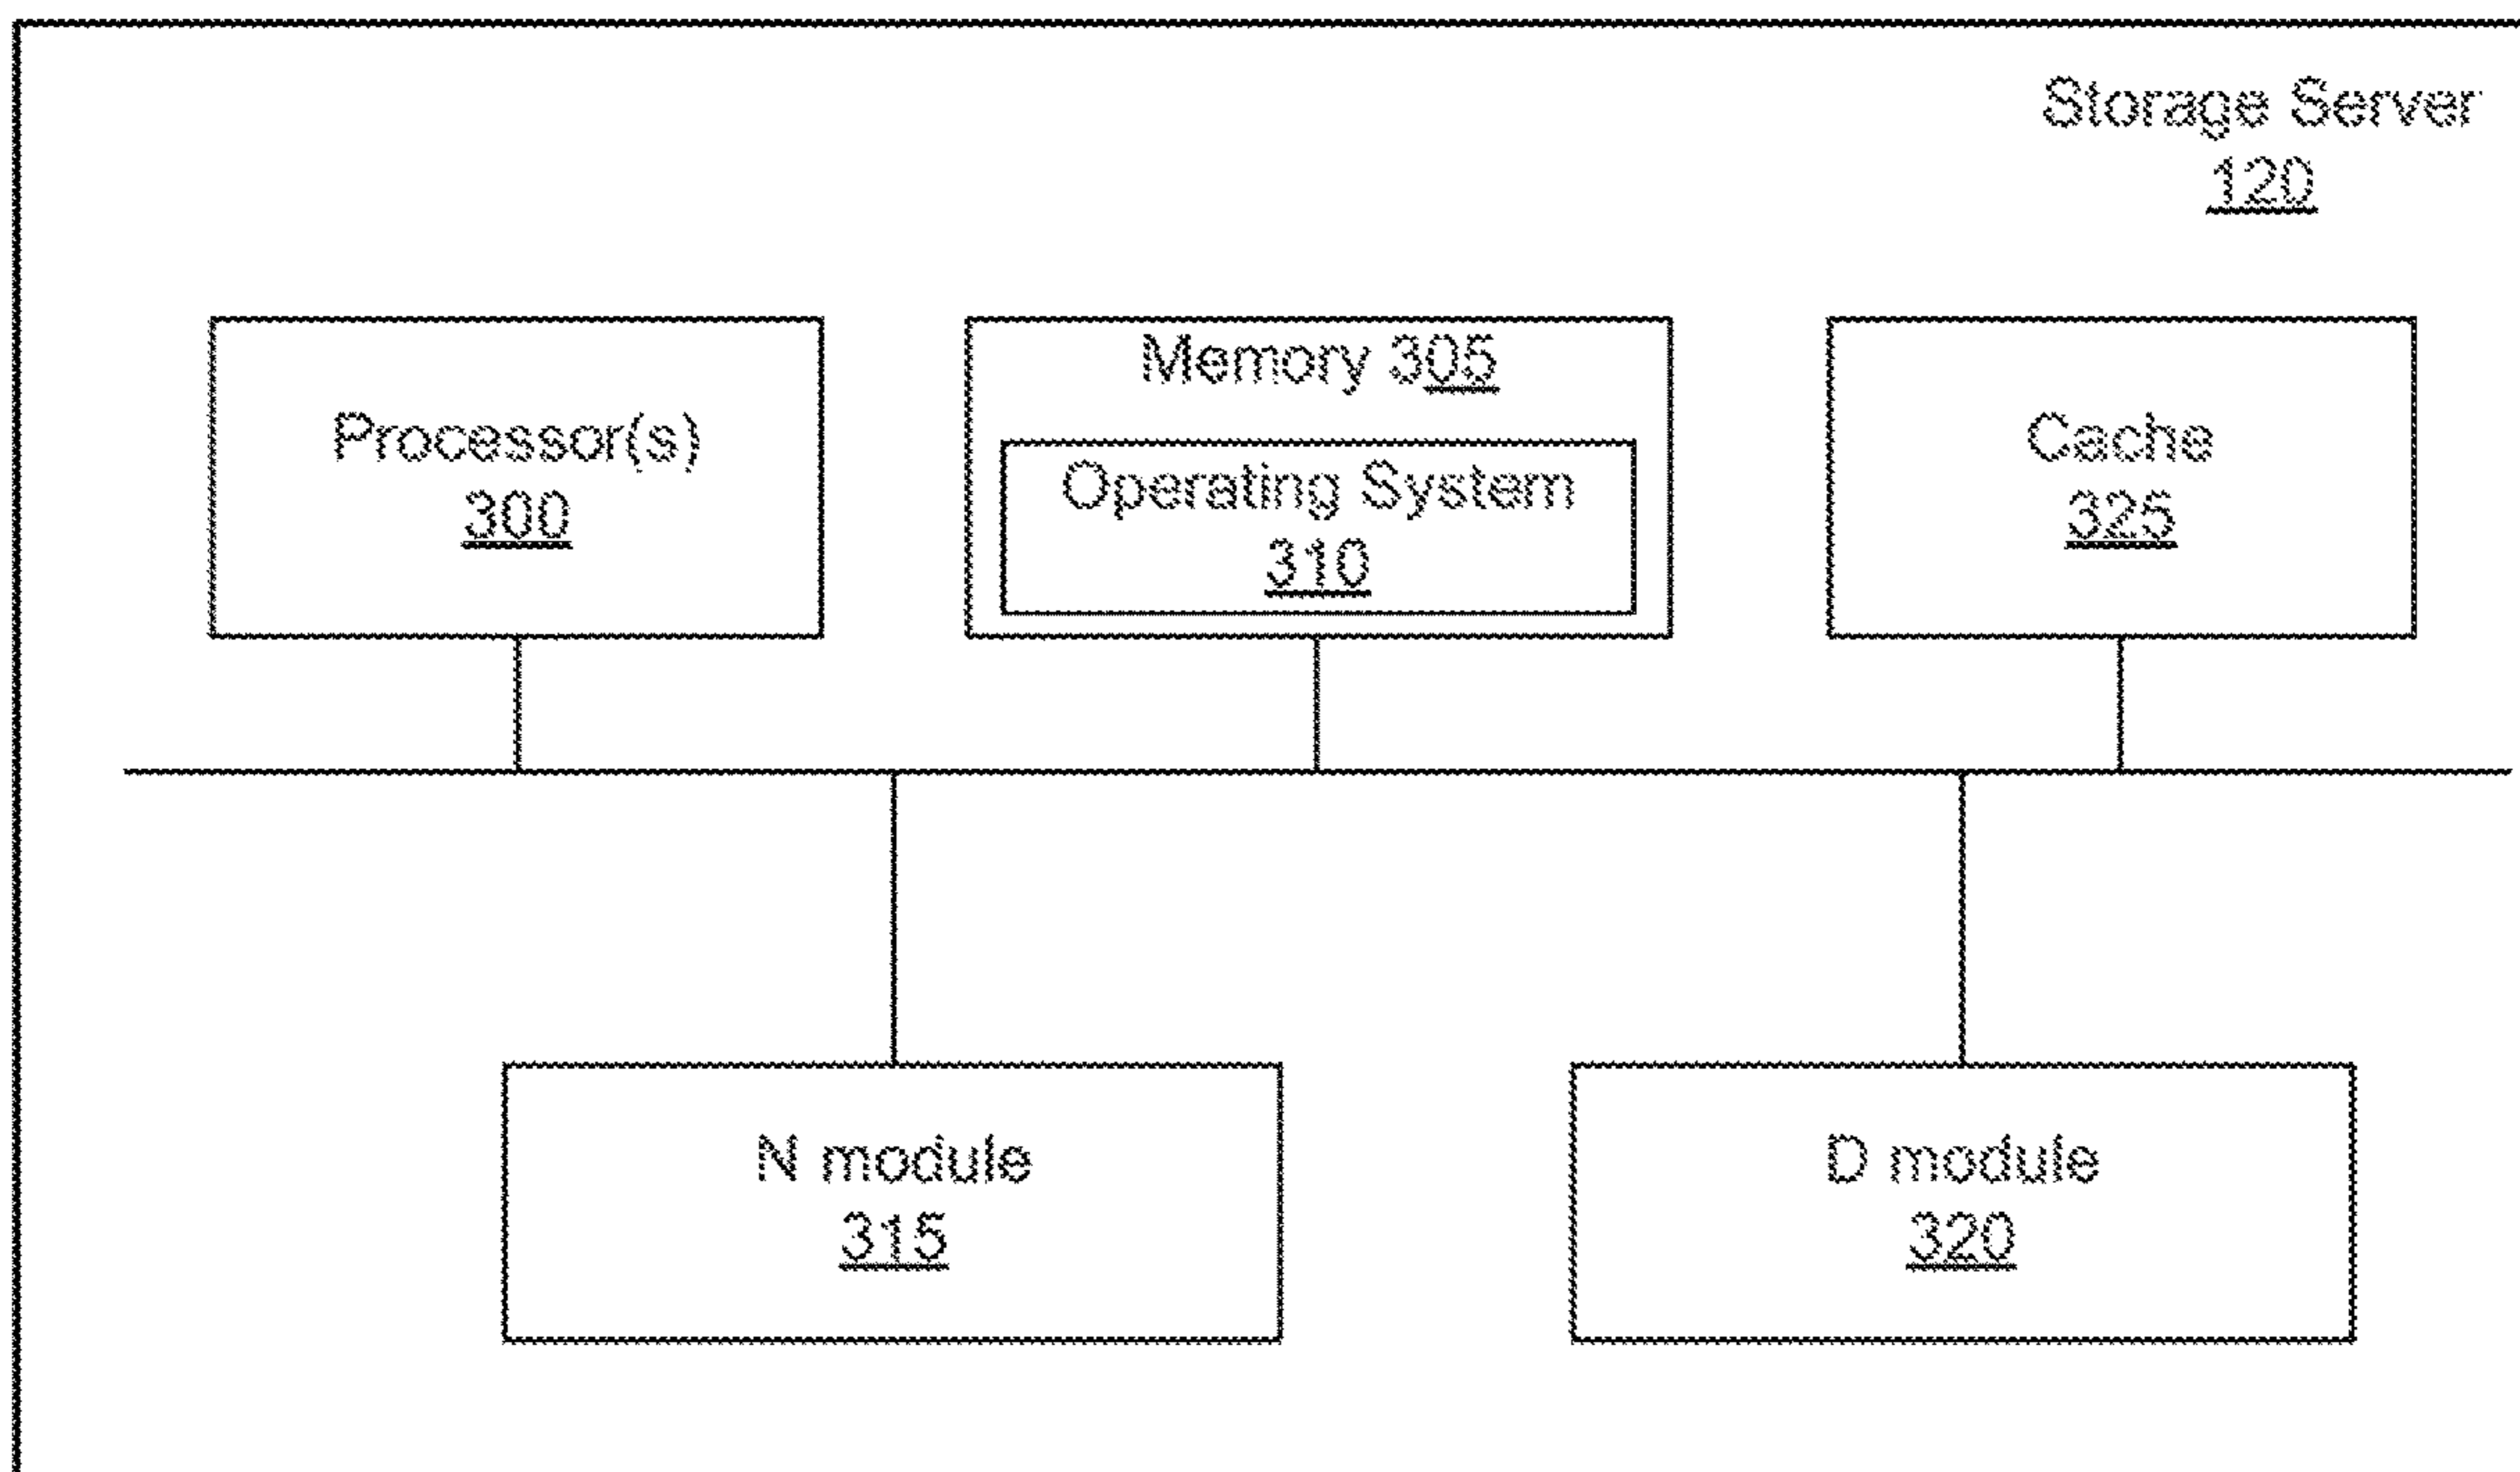 Storage Server
120
Processor(s)
300
Memory 305
Operating System
310
Cache
325
N module
315
D module
320